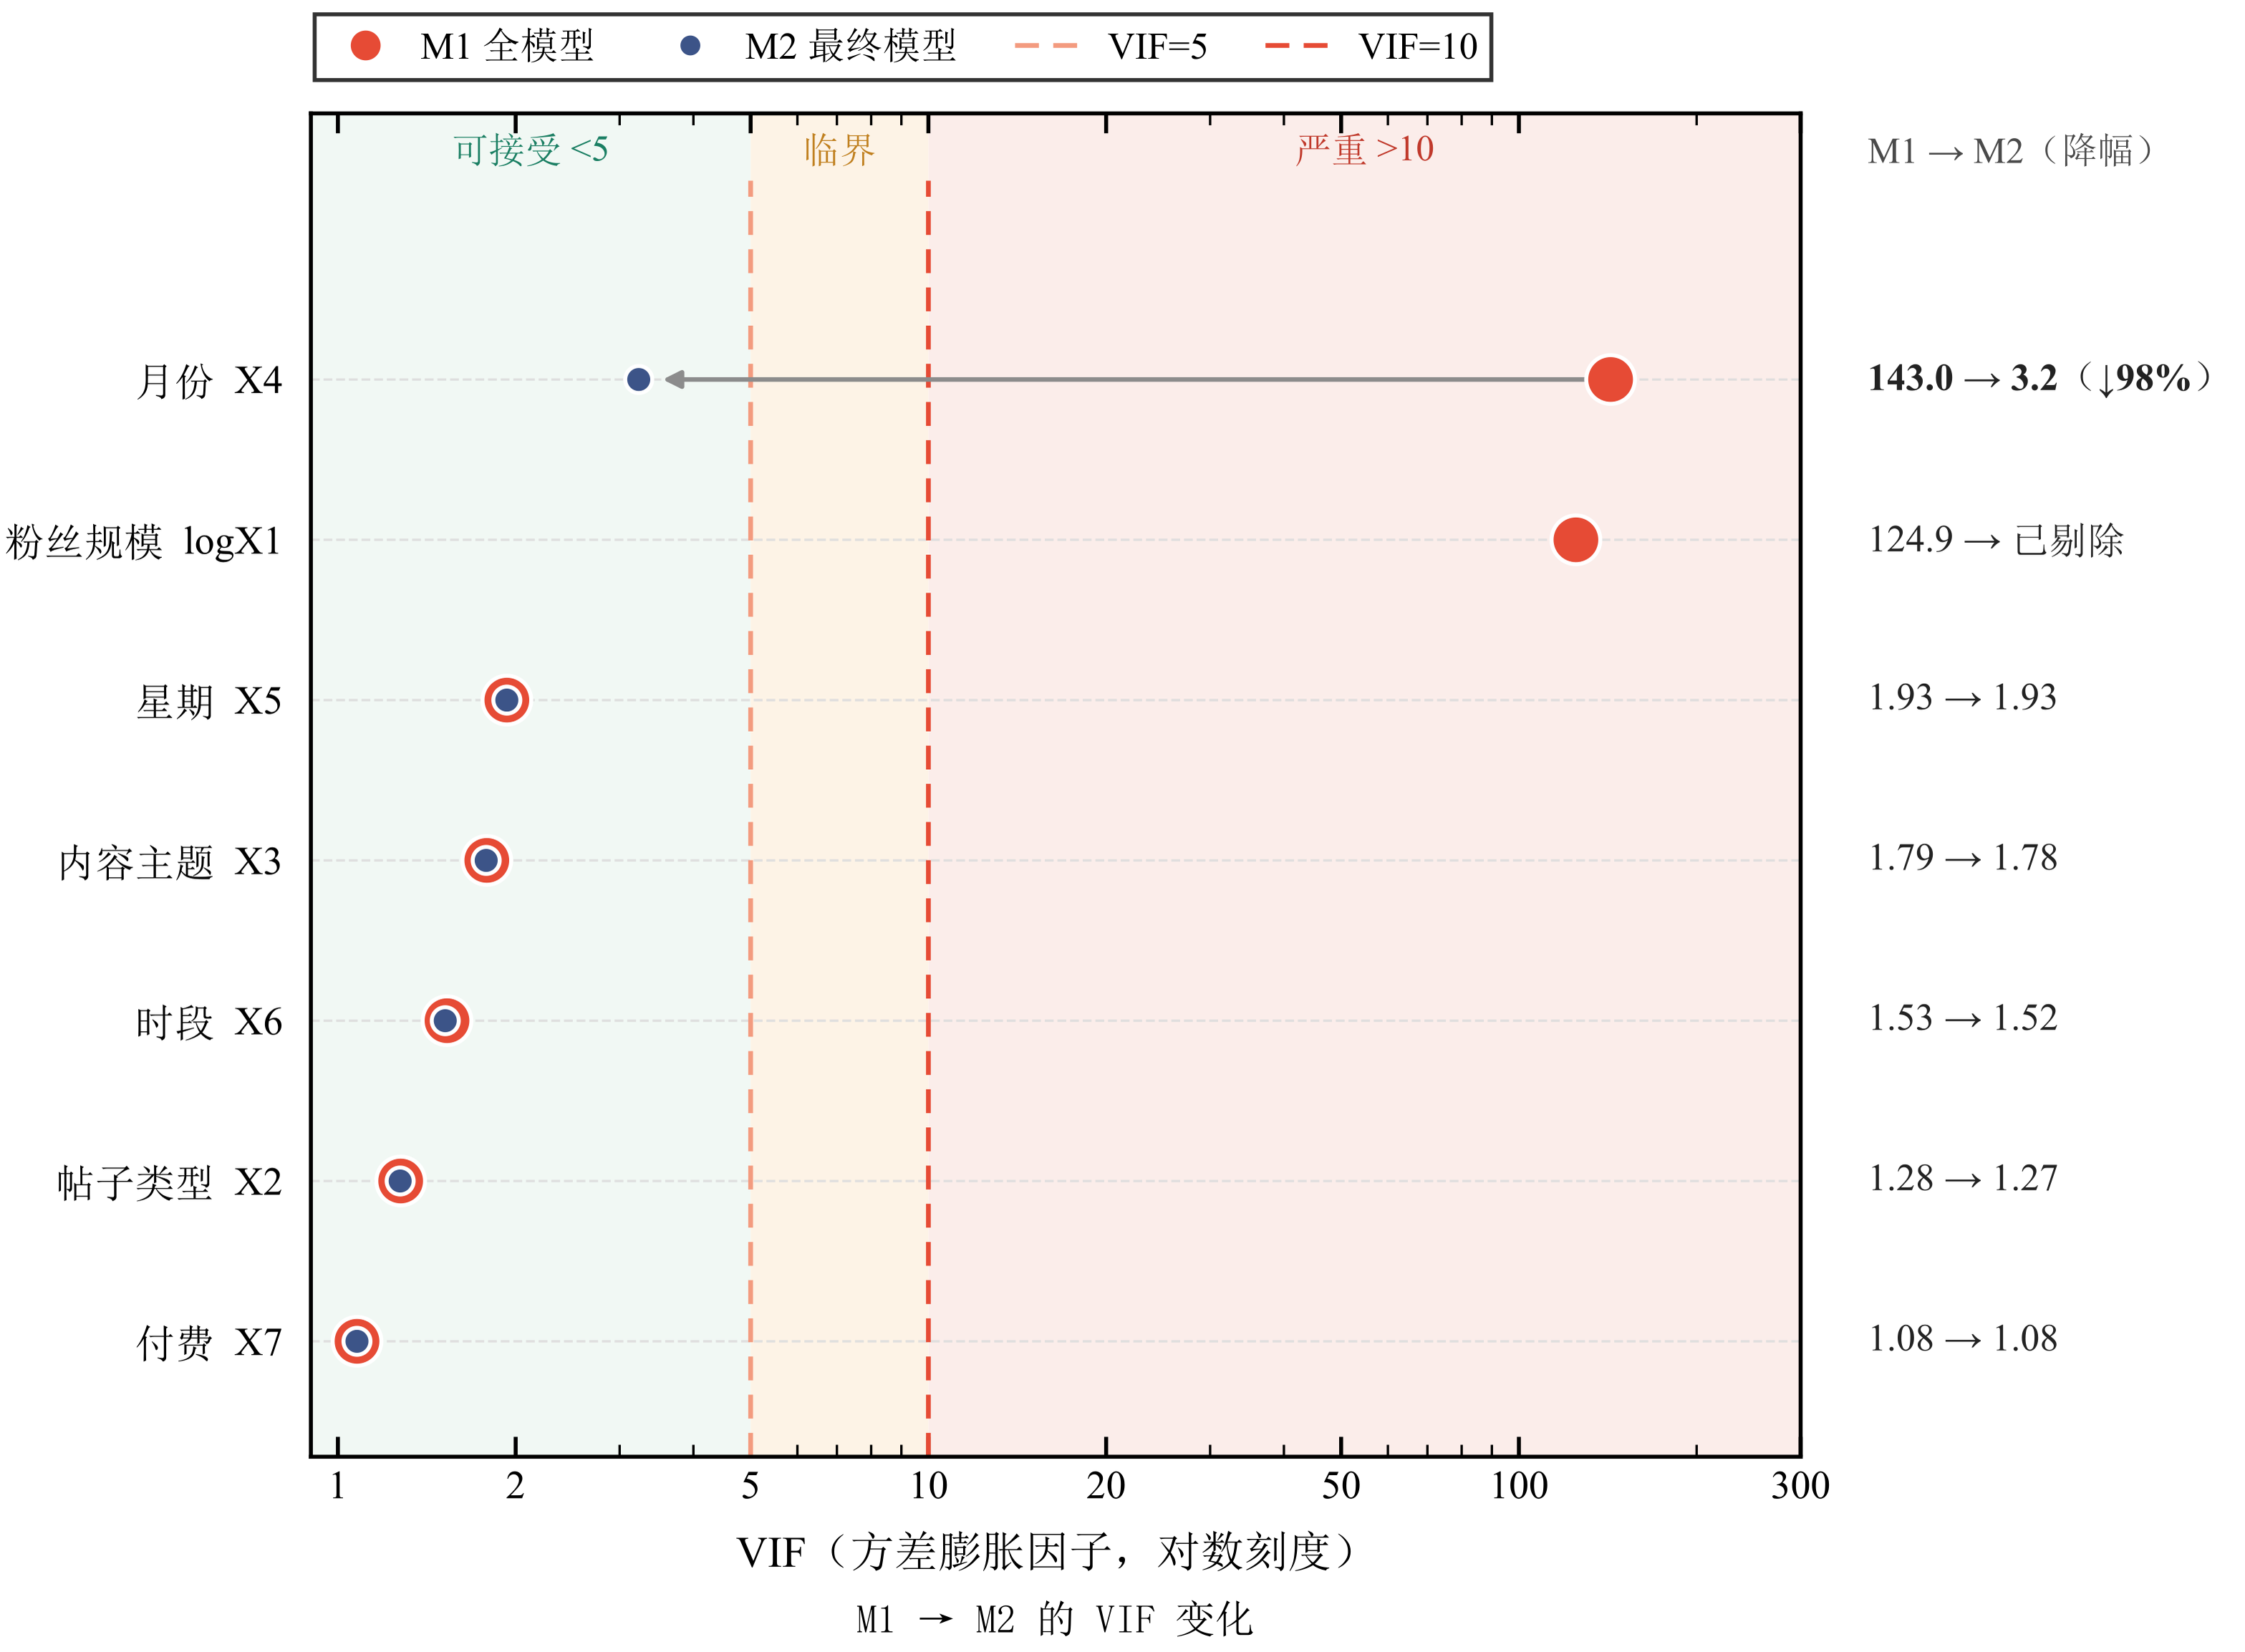 M1 全模型 M2 最终模型 VIF=5 VIF=10
可接受 <5 临界 严重 >10 M1 → M2（降幅）
月份 X4 143.0 → 3.2（↓98%）
粉丝规模 logX1 124.9 → 已剔除
星期 X5 1.93 → 1.93
内容主题 X3 1.79 → 1.78
时段 X6 1.53 → 1.52
帖子类型 X2 1.28 → 1.27
付费 X7 1.08 → 1.08
1 2 5 10 20 50 100 300
VIF（方差膨胀因子，对数刻度）
M1 → M2 的 VIF 变化